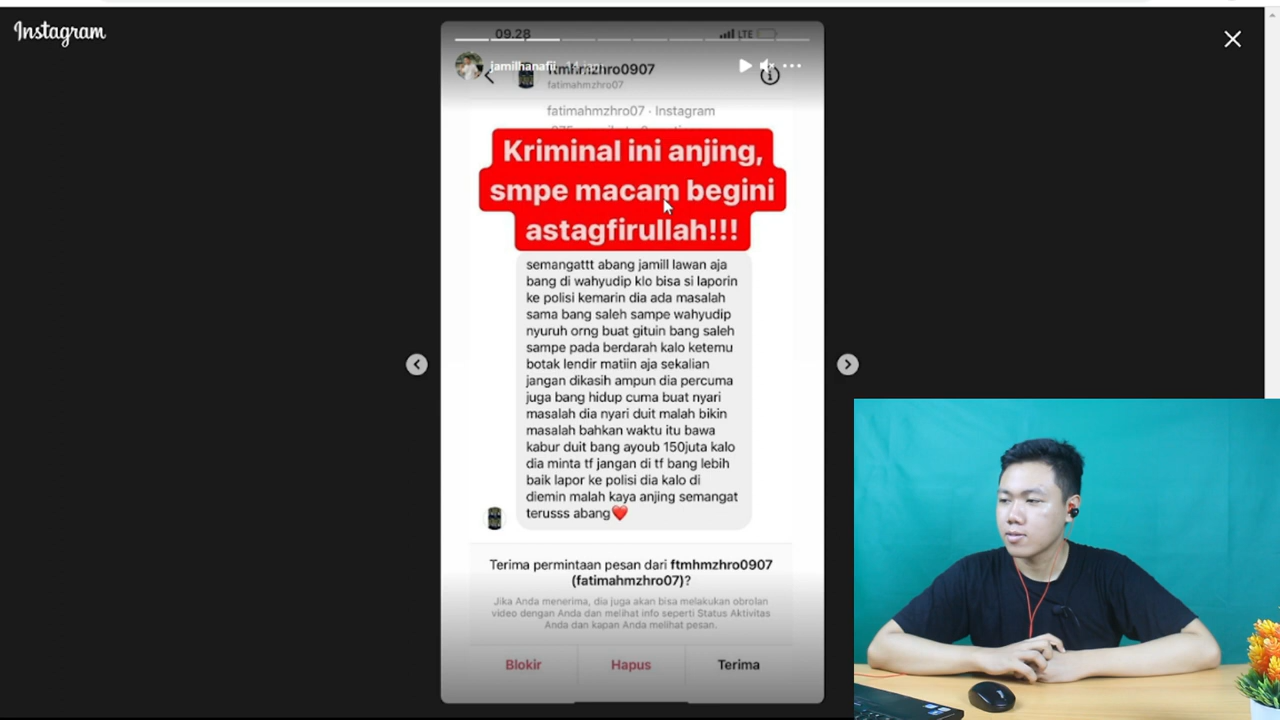 Instagram
09.28
LTE
jamilhanafi
ftmhmzhro0907
fatimahmzhro07
fatimahmzhro07 · Instagram
Kriminal ini anjing,
smpe macam begini
astagfirullah!!!
semangattt abang jamill lawan aja
bang di wahyudip klo bisa si laporin
ke polisi kemarin dia ada masalah
sama bang saleh sampe wahyudip
nyuruh orng buat gituin bang saleh
sampe pada berdarah kalo ketemu
botak lendir matiin aja sekalian
jangan dikasih ampun dia percuma
juga bang hidup cuma buat nyari
masalah dia nyari duit malah bikin
masalah bahkan waktu itu bawa
kabur duit bang ayoub 150juta kalo
dia minta tf jangan di tf bang lebih
baik lapor ke polisi dia kalo di
diemin malah kaya anjing semangat
terusss abang❤️
Terima permintaan pesan dari ftmhmzhro0907
(fatimahmzhro07)?
Jika Anda menerima, dia juga akan bisa melakukan obrolan
video dengan Anda dan melihat info seperti Status Aktivitas
Anda dan kapan Anda melihat pesan.
Blokir
Hapus
Terima